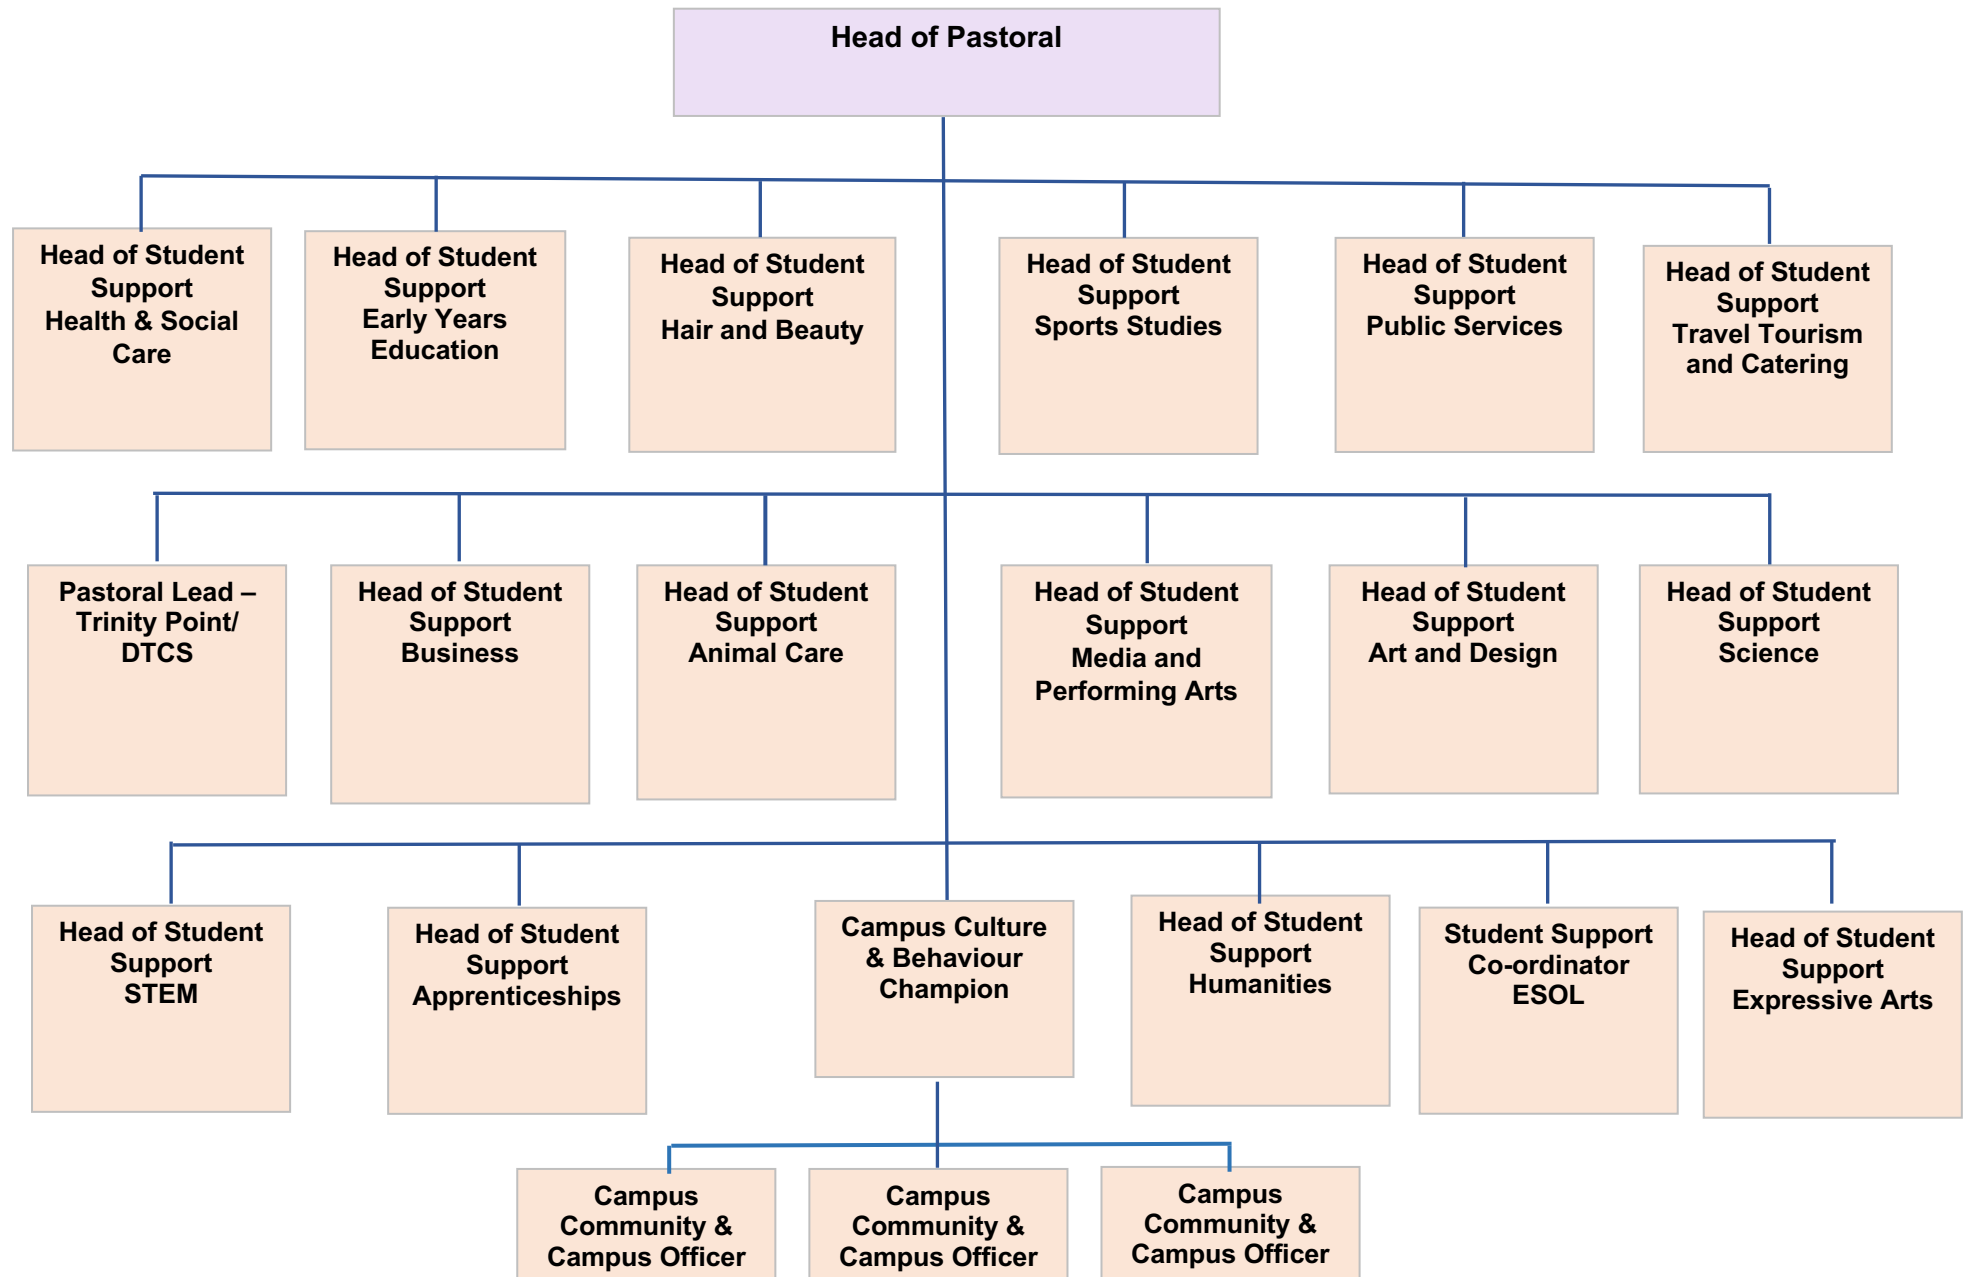 Head of Pastoral
Head of Student
Support
Health & Social
Care
Head of Student
Support
Early Years
Education
Head of Student
Support
Hair and Beauty
Head of Student
Support
Sports Studies
Head of Student
Support
Public Services
Head of Student
Support
Travel Tourism
and Catering
Pastoral Lead –
Trinity Point/
DTCS
Head of Student
Support
Business
Head of Student
Support
Animal Care
Head of Student
Support
Media and
Performing Arts
Head of Student
Support
Art and Design
Head of Student
Support
Science
Head of Student
Support
STEM
Head of Student
Support
Apprenticeships
Campus Culture
& Behaviour
Champion
Head of Student
Support
Humanities
Student Support
Co-ordinator
ESOL
Head of Student
Support
Expressive Arts
Campus
Community &
Campus Officer
Campus
Community &
Campus Officer
Campus
Community &
Campus Officer